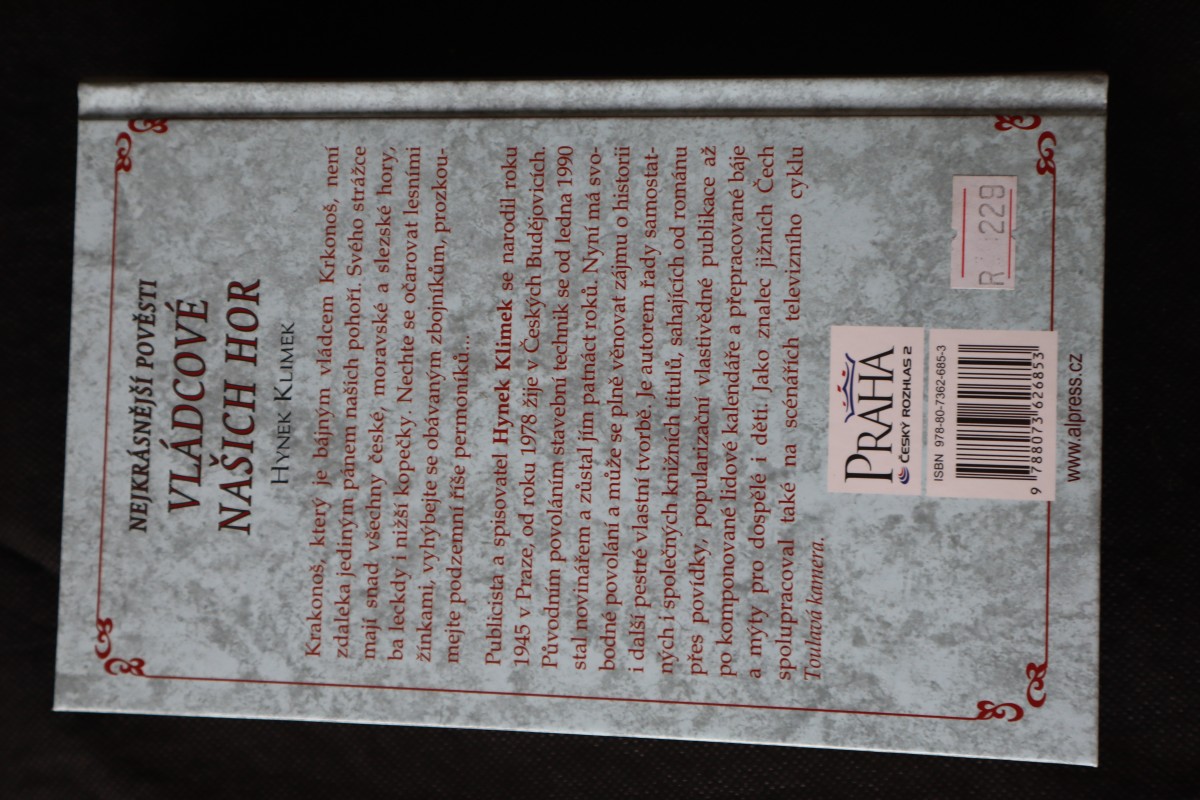 NEJKRÁSNĚJŠÍ POVĚSTI
VLÁDCOVÉ
NAŠICH HOR
HYNEK KLIMEK
Krakonoš, který je bájným vládcem Krkonoš, není
zdaleka jediným pánem našich pohoří. Svého strážce
mají snad všechny české, moravské a slezské hory,
ba leckdy i nižší kopečky. Nechte se očarovat lesními
žínkami, vyhýbejte se obávaným zbojníkům, prozkou-
mejte podzemní říše permoníků...
Publicista a spisovatel Hynek Klimek se narodil roku
1945 v Praze, od roku 1978 žije v Českých Budějovicích.
Původním povoláním stavební technik se od ledna 1990
stal novinářem a zůstal jím patnáct roků. Nyní má svo-
bodné povolání a může se plně věnovat zájmu o historii
i další pestré vlastní tvorbě. Je autorem řady samostat-
ných i společných knižních titulů, sahajících od románu
přes povídky, popularizační vlastivědné publikace až
po komponované lidové kalendáře a přepracované báje
a mýty pro dospělé i děti. Jako znalec jižních Čech
spolupracoval také na scénářích televizního cyklu
Toulavá kamera.
PRAHA
ČESKÝ ROZHLAS 2
ISBN 978-80-7362-685-3
9 788073 626853
R 229
www.alpress.cz